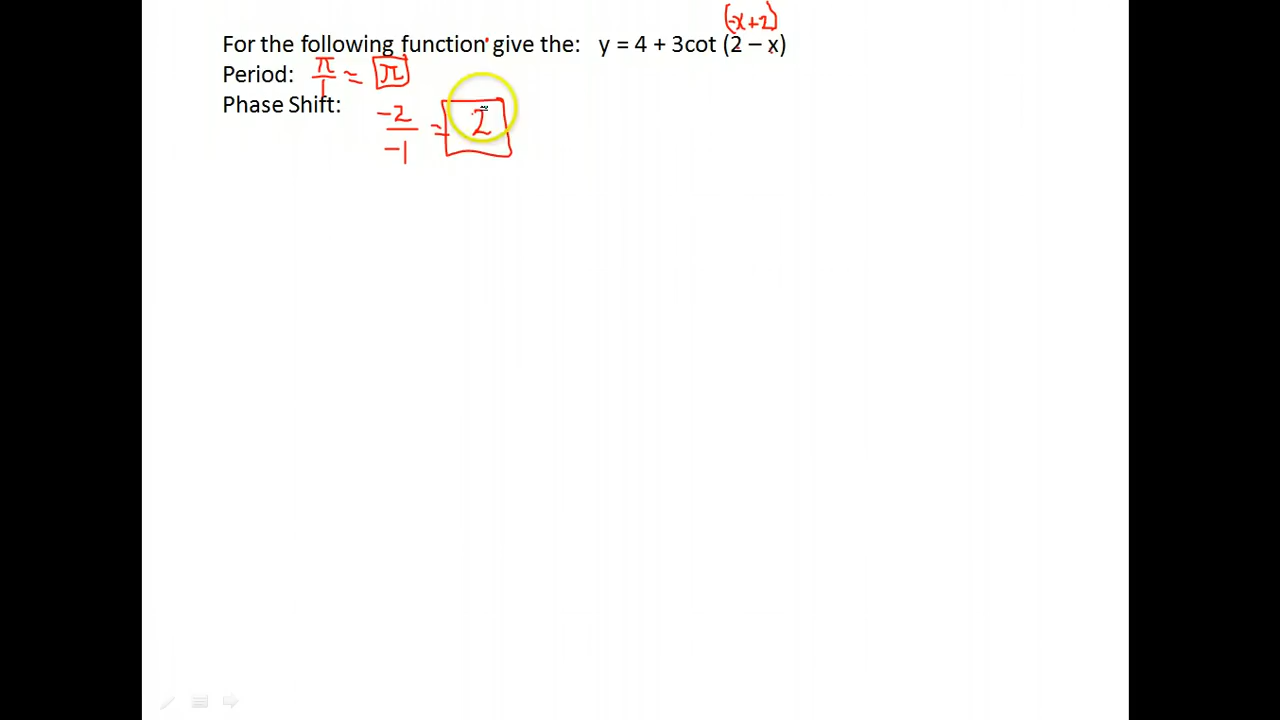 (-x+2)
For the following function give the: y = 4 + 3cot (2 – x)
Period: π/1 = π
Phase Shift: -2/-1 = 2